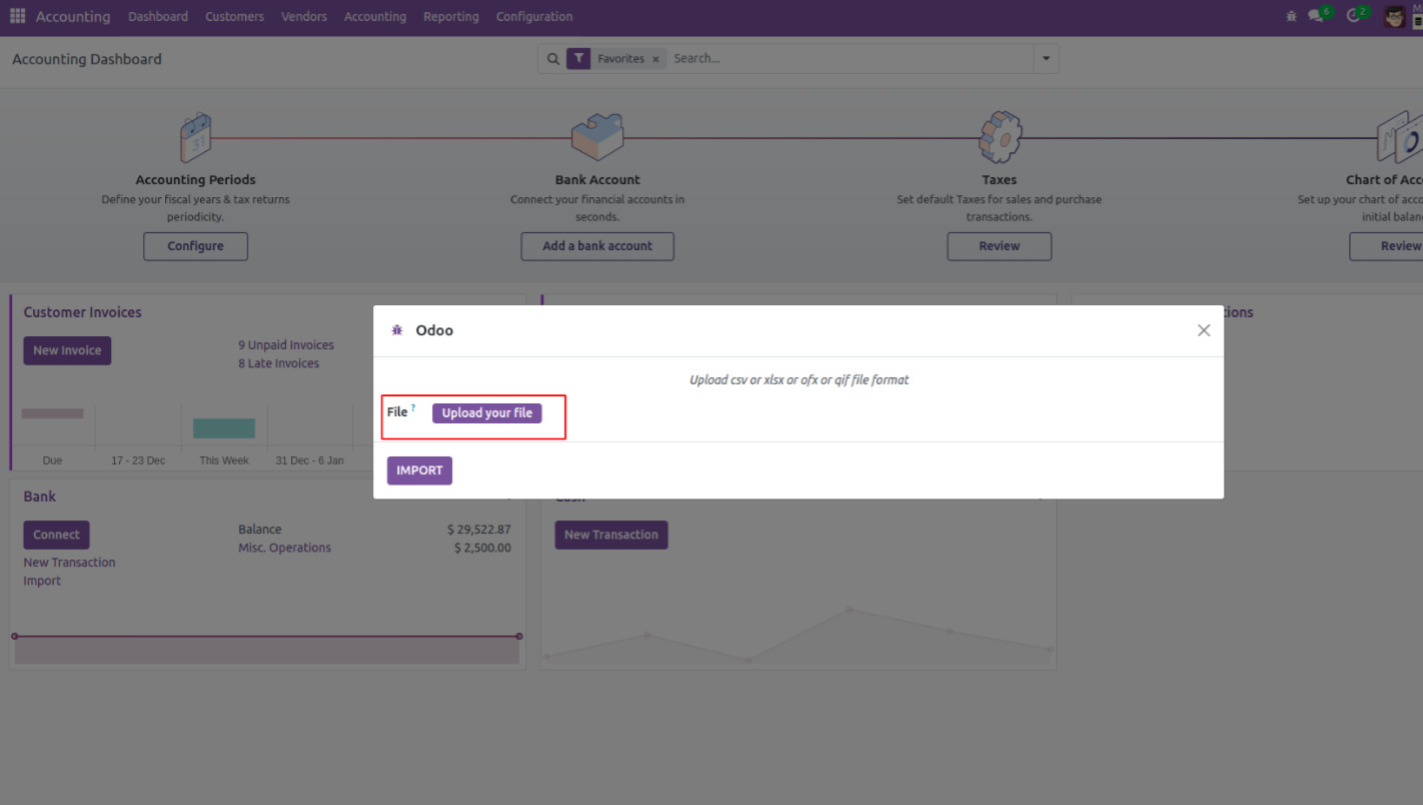 Accounting Dashboard Customers Vendors Accounting Reporting Configuration 6 2
Accounting Dashboard Favorites × Search...
31
Accounting Periods
Define your fiscal years & tax returns
periodicity.
Configure
Bank Account
Connect your financial accounts in
seconds.
Add a bank account
Taxes
Set default Taxes for sales and purchase
transactions.
Review
Chart of Acc
Set up your chart of acco
initial balan
Review
Customer Invoices
New Invoice
9 Unpaid Invoices
8 Late Invoices
Due 17 - 23 Dec This Week 31 Dec - 6 Jan
tions
Odoo
Upload csv or xlsx or ofx or qif file format
File ? Upload your file
IMPORT
Bank
Connect
New Transaction
Import
Balance $ 29,522.87
Misc. Operations $ 2,500.00
Cash
New Transaction